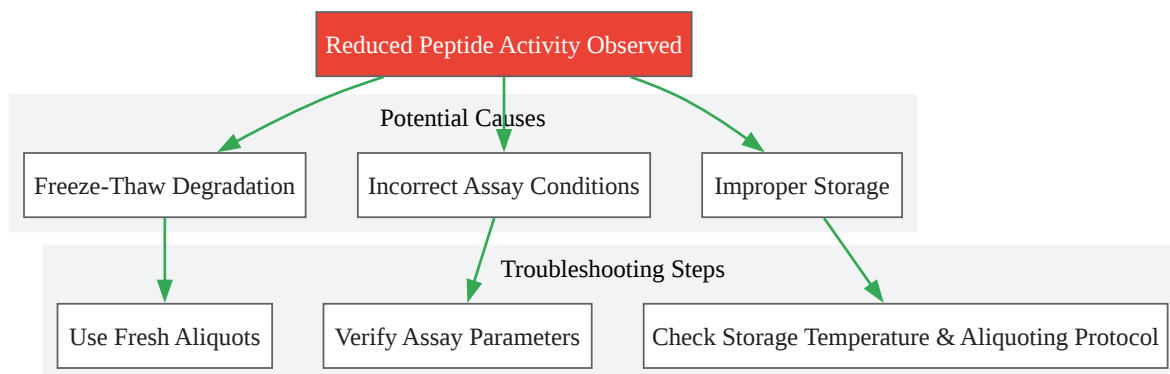 Reduced Peptide Activity Observed
Potential Causes
Freeze-Thaw Degradation
Incorrect Assay Conditions
Improper Storage
Troubleshooting Steps
Use Fresh Aliquots
Verify Assay Parameters
Check Storage Temperature & Aliquoting Protocol